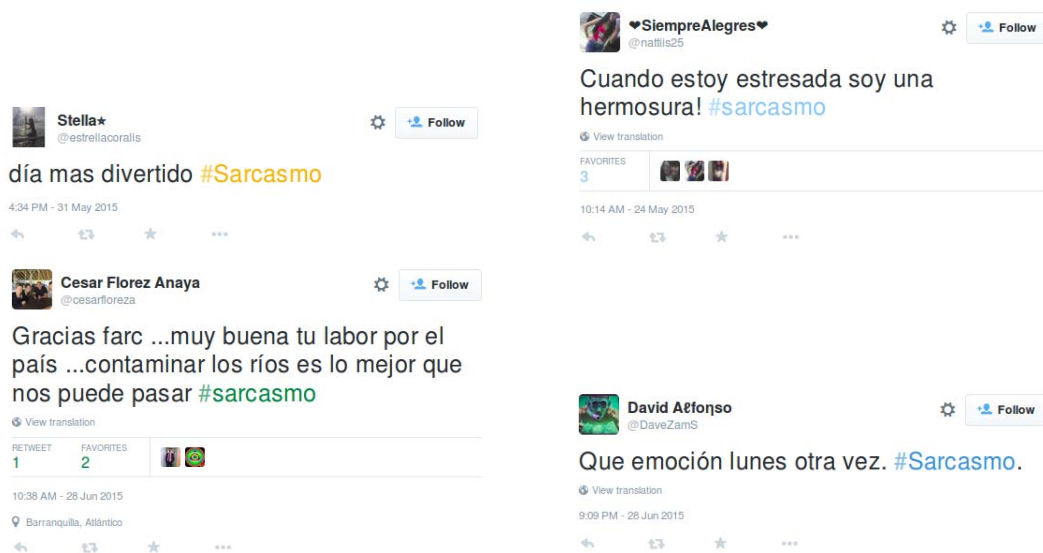 Stella★
@estrellacoralis
Follow
día mas divertido #Sarcasmo
4:34 PM - 31 May 2015
Cesar Florez Anaya
@cesarfloreza
Follow
Gracias farc ...muy buena tu labor por el
país ...contaminar los ríos es lo mejor que
nos puede pasar #sarcasmo
View translation
RETWEET FAVORITES
1 2
10:38 AM - 28 Jun 2015
Barranquilla, Atlántico
❤SiempreAlegres❤
@nattiis25
Follow
Cuando estoy estresada soy una
hermosura! #sarcasmo
View translation
FAVORITES
3
10:14 AM - 24 May 2015
David Aℓfoηso
@DaveZamS
Follow
Que emoción lunes otra vez. #Sarcasmo.
View translation
9:09 PM - 28 Jun 2015